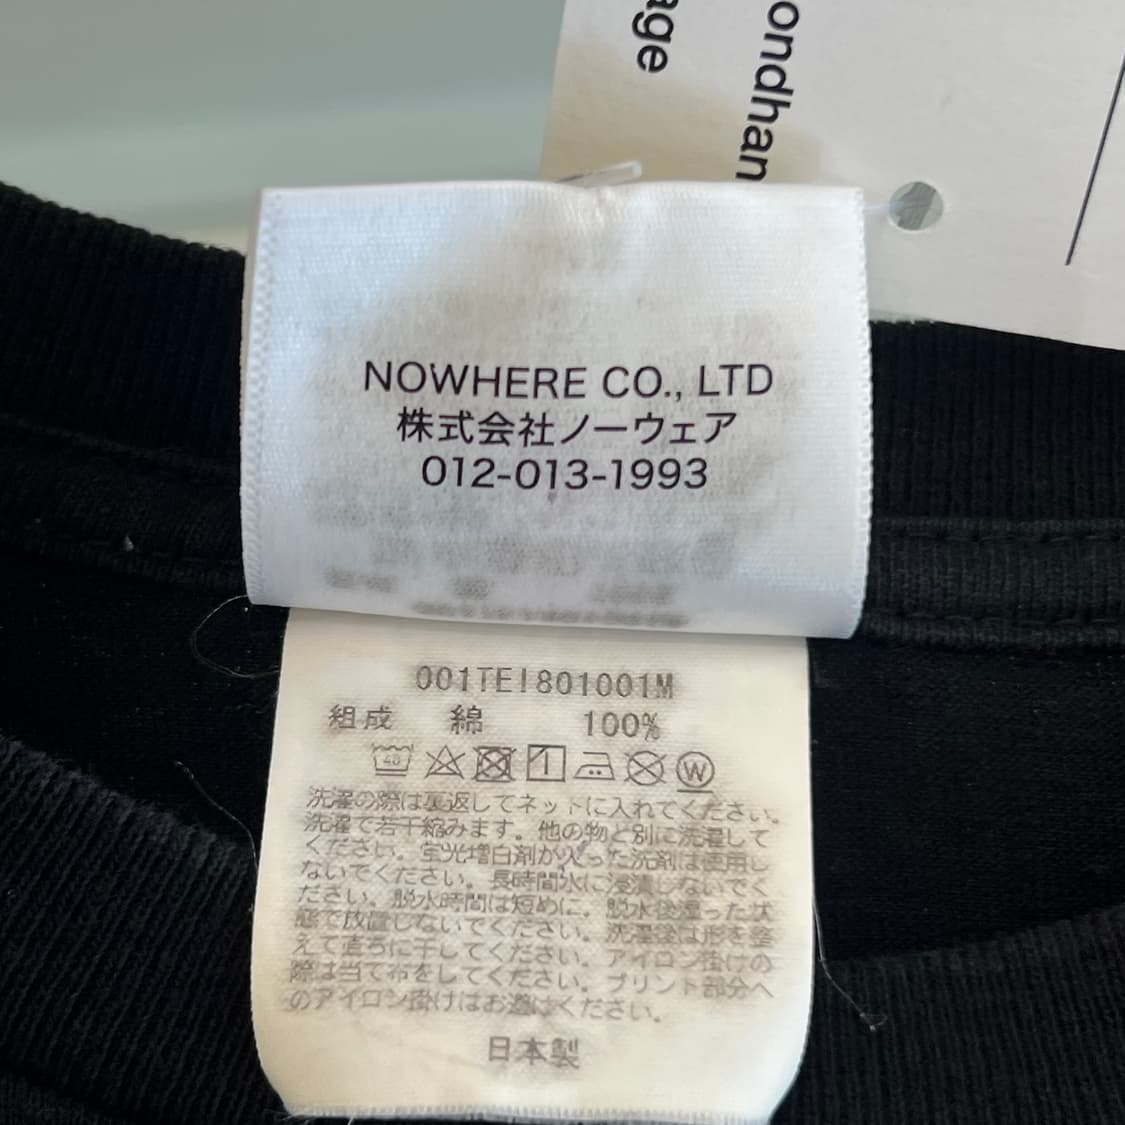 age
ondhan
NOWHERE CO., LTD
株式会社ノーウェア
012-013-1993
001TEI801001M
組成 綿 100%
40
W
洗濯の際は裏返してネットに入れてください。
洗濯で若干縮みます。他の物と別に洗濯して
ください。蛍光増白剤が入った洗剤は使用し
ないでください。長時間水に浸漬しないでく
ださい。脱水時間は短めに。脱水後湿った状
態で放置しないでください。洗濯後は形を整
えて直ちに干してください。アイロン掛けの
際は当て布をしてください。プリント部分へ
のアイロン掛けはお避けください。
日本製